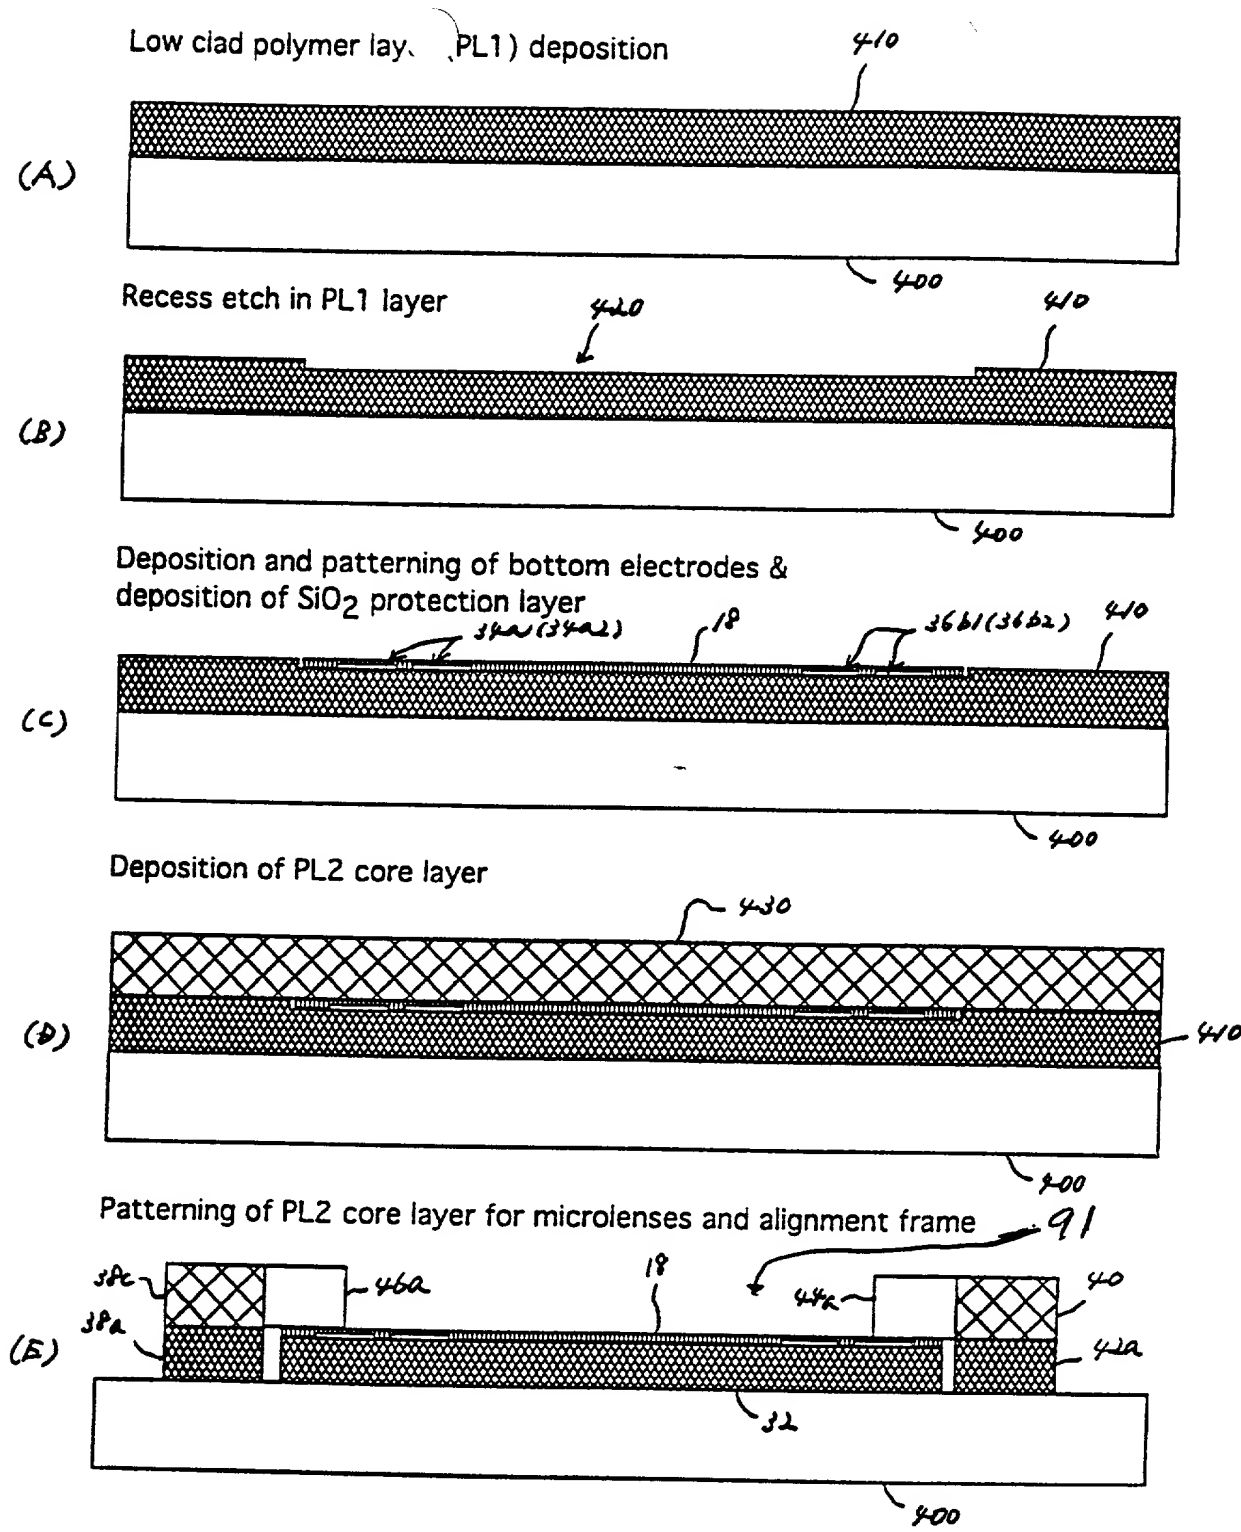 Low clad polymer lay. PL1) deposition
410
(A)
400
Recess etch in PL1 layer
420
410
(B)
400
Deposition and patterning of bottom electrodes &
deposition of SiO2 protection layer
34a1(34a2)
18
36b1(36b2)
410
(C)
400
Deposition of PL2 core layer
430
(D)
410
400
Patterning of PL2 core layer for microlenses and alignment frame
91
38c
46a
18
44a
40
38a
(E)
42a
32
400